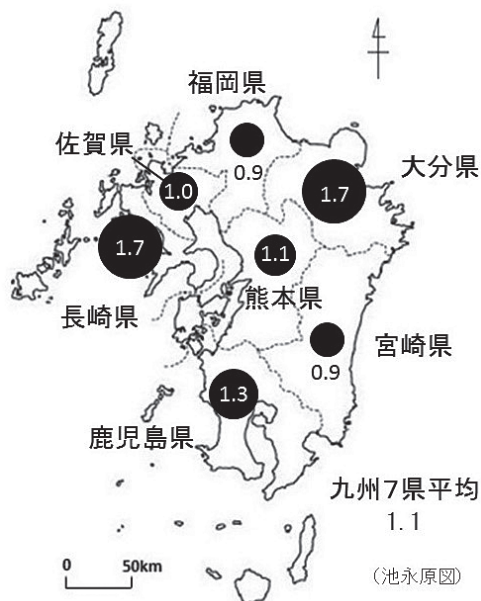 福岡県
0.9
佐賀県
1.0
大分県
1.7
1.7
長崎県
1.1
熊本県
宮崎県
0.9
1.3
鹿児島県
九州7県平均
1.1
0 50km
(池永原図)